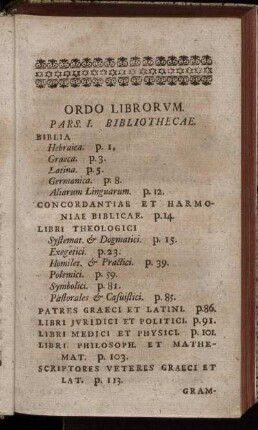 ORDO LIBRORVM.
PARS. I. BIBLIOTHECAE.
BIBLIA
Hebraica. p. 1,
Graeca. p. 3.
Latina. p. 5.
Germanica. p. 8.
Aliarum Linguarum. p. 12.
CONCORDANTIAE ET HARMO-
NIAE BIBLICAE. p. 14.
LIBRI THEOLOGICI
Systemat. & Dogmatici. p. 15.
Exegetici. p. 23.
Homilet. & Practici. p. 39.
Polemici. p. 59.
Symbolici. p. 81.
Pastorales & Casuistici. p. 85.
PATRES GRAECI ET LATINI. p. 86.
LIBRI JVRIDICI ET POLITICI. p. 91.
LIBRI MEDICI ET PHYSICI. p. 101.
LIBRI PHILOSOPH. ET MATHE-
MAT. p. 103.
SCRIPTORES VETERES GRAECI ET
LAT. p. 113.
GRAM-